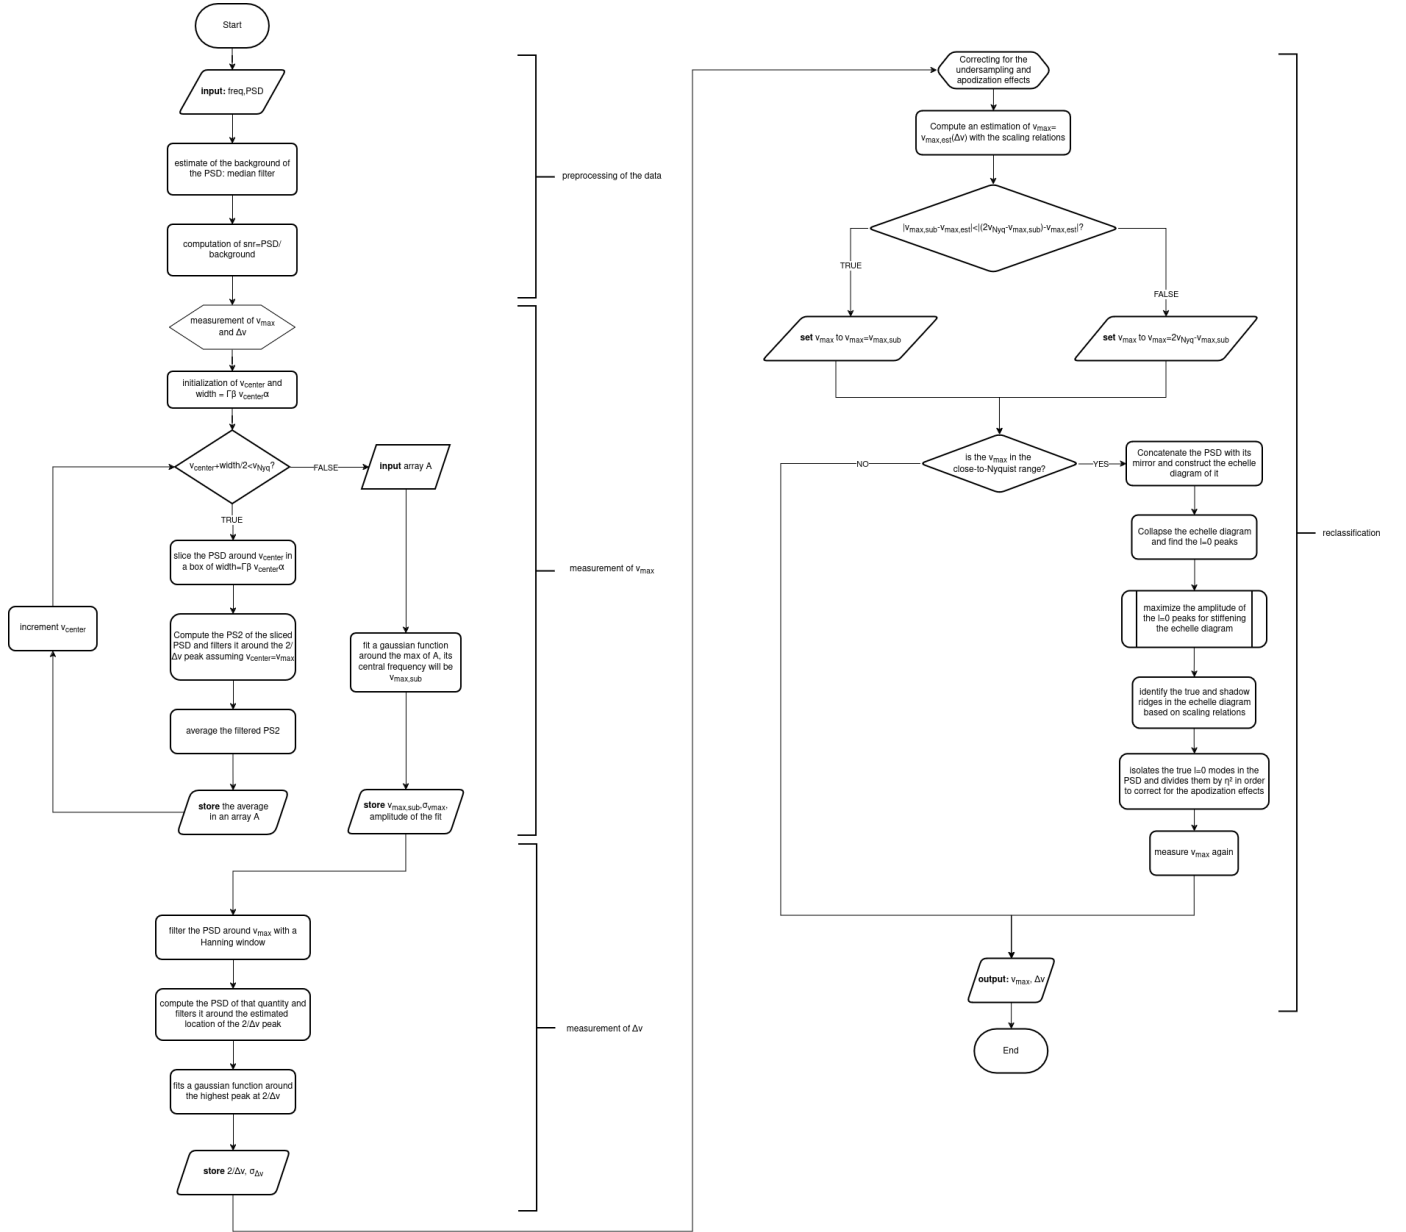 Start
input: freq,PSD
estimate of the background of
the PSD: median filter
computation of snr=PSD/
background
preprocessing of the data
measurement of νmax
and Δν
initialization of νcenter and
width = Γβ νcenterα
νcenter+width/2<νNyq?
FALSE
input array A
TRUE
slice the PSD around νcenter in
a box of width=Γβ νcenterα
increment νcenter
Compute the PS2 of the sliced
PSD and filters it around the 2/
Δν peak assuming νcenter=νmax
fit a gaussian function
around the max of A, its
central frequency will be
νmax,sub
average the filtered PS2
store the average
in an array A
store νmax,sub,σνmax,
amplitude of the fit
measurement of νmax
filter the PSD around νmax with a
Hanning window
compute the PSD of that quantity and
filters it around the estimated
location of the 2/Δν peak
fits a gaussian function around
the highest peak at 2/Δν
store 2/Δν, σΔν
measurement of Δν
Correcting for the
undersampling and
apodization effects
Compute an estimation of νmax=
νmax,est(Δν) with the scaling relations
|νmax,sub-νmax,est|<|(2νNyq-νmax,sub)-νmax,est|?
TRUE
FALSE
set νmax to νmax=νmax,sub
set νmax to νmax=2νNyq-νmax,sub
is the νmax in the
close-to-Nyquist range?
NO
YES
Concatenate the PSD with its
mirror and construct the echelle
diagram of it
Collapse the echelle diagram
and find the l=0 peaks
maximize the amplitude of
the l=0 peaks for stiffening
the echelle diagram
identify the true and shadow
ridges in the echelle diagram
based on scaling relations
isolates the true l=0 modes in the
PSD and divides them by η² in order
to correct for the apodization effects
measure νmax again
reclassification
output: νmax, Δν
End